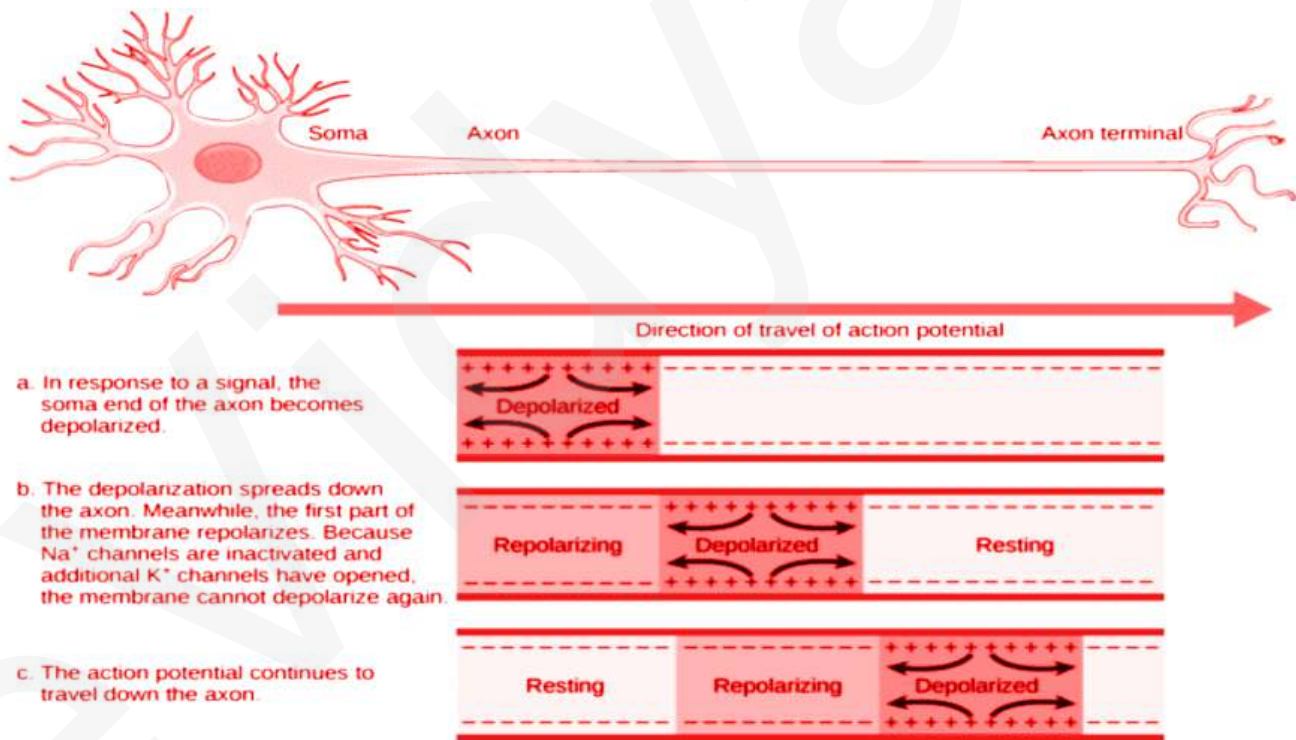 Soma
Axon
Axon terminal
Direction of travel of action potential
a. In response to a signal, the
soma end of the axon becomes
depolarized.
Depolarized
b. The depolarization spreads down
the axon. Meanwhile, the first part of
the membrane repolarizes. Because
Na⁺ channels are inactivated and
additional K⁺ channels have opened,
the membrane cannot depolarize again.
Repolarizing
Depolarized
Resting
c. The action potential continues to
travel down the axon.
Resting
Repolarizing
Depolarized